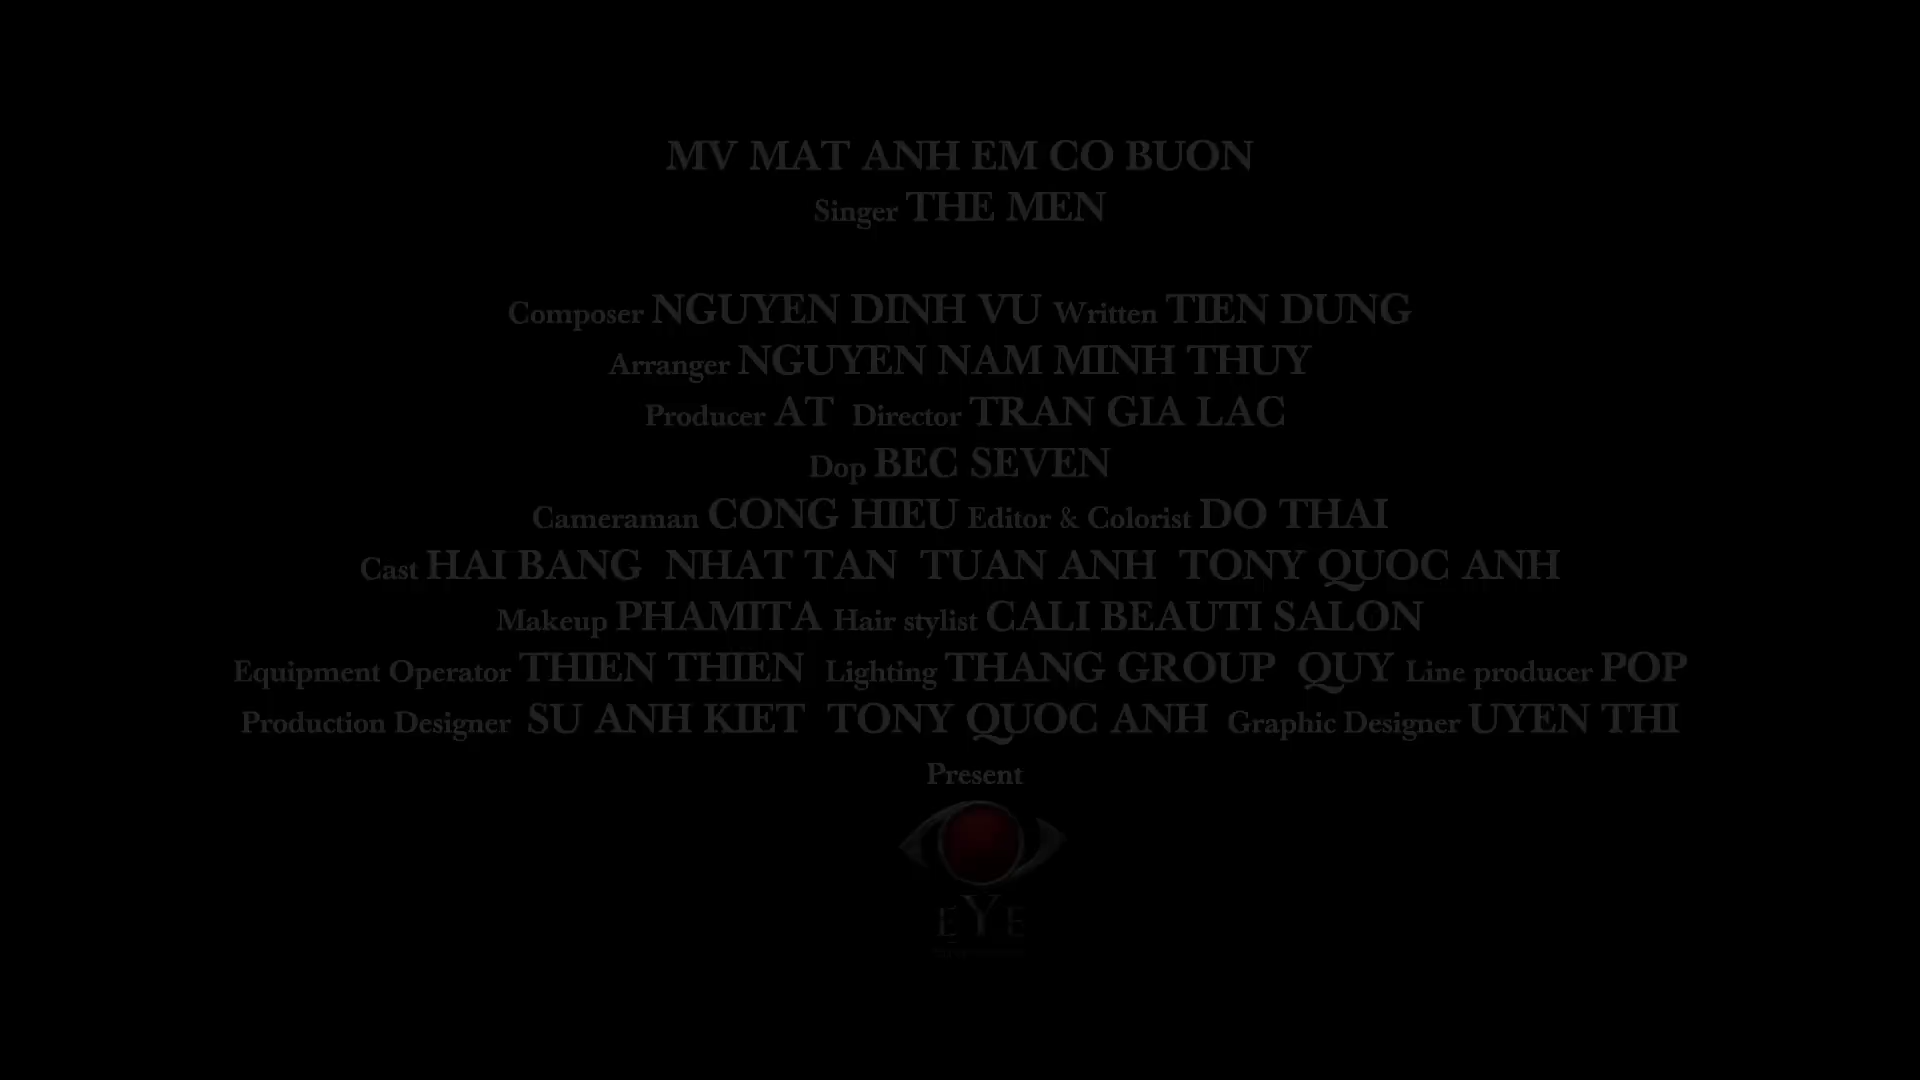 MV MAT ANH EM CO BUON
Singer THE MEN
Composer NGUYEN DINH VU Written TIEN DUNG
Arranger NGUYEN NAM MINH THUY
Producer AT Director TRAN GIA LAC
Dop BEC SEVEN
Cameraman CONG HIEU Editor & Colorist DO THAI
Cast HAI BANG NHAT TAN TUAN ANH TONY QUOC ANH
Makeup PHAMITA Hair stylist CALI BEAUTI SALON
Equipment Operator THIEN THIEN Lighting THANG GROUP QUY Line producer POP
Production Designer SU ANH KIET TONY QUOC ANH Graphic Designer UYEN THI
Present
EYE